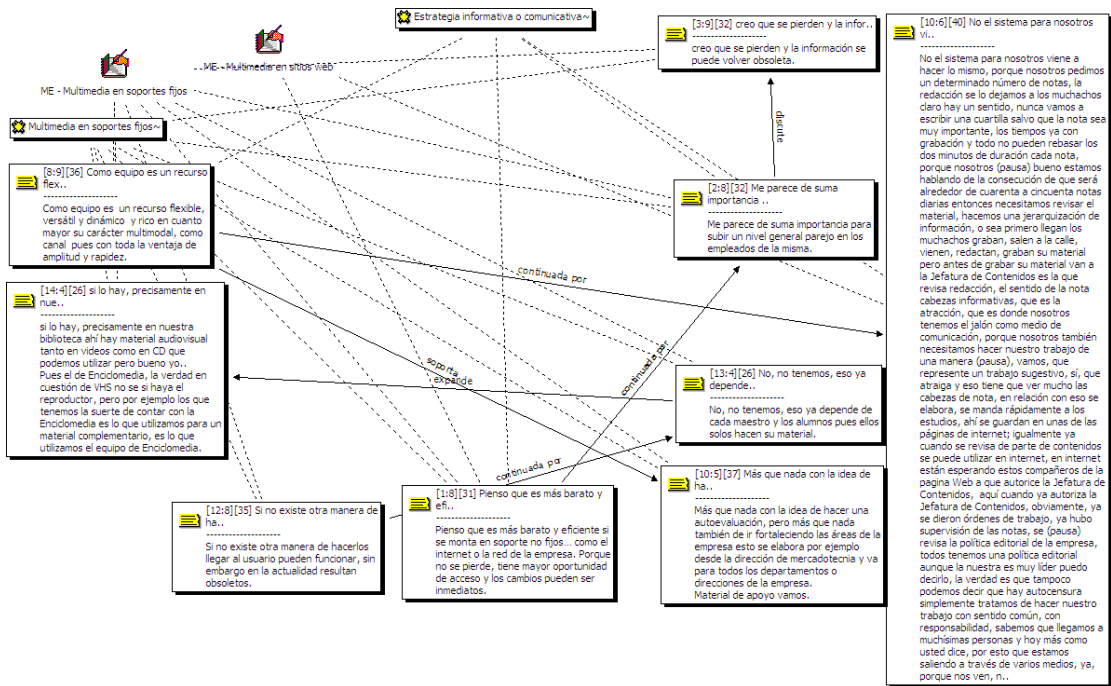 Estrategia informativa o comunicativa~
ME - Multimedia en sitios web
ME - Multimedia en soportes fijos
Multimedia en soportes fijos~
[3:9][32] creo que se pierden y la infor..
--------------------
creo que se pierden y la información se
puede volver obsoleta.
discute
[8:9][36] Como equipo es un recurso
flex..
--------------------
Como equipo es un recurso flexible,
versátil y dinámico y rico en cuanto
mayor su carácter multimodal, como
canal pues con toda la ventaja de
amplitud y rapidez.
[2:8][32] Me parece de suma
importancia ..
--------------------
Me parece de suma importancia para
subir un nivel general parejo en los
empleados de la misma.
continuada por
[14:4][26] si lo hay, precisamente en
nue..
--------------------
si lo hay, precisamente en nuestra
biblioteca ahí hay material audiovisual
tanto en videos como en CD que
podemos utilizar pero bueno yo..
Pues el de Enciclomedia, la verdad en
cuestión de VHS no se si haya el
reproductor, pero por ejemplo los que
tenemos la suerte de contar con la
Enciclomedia es lo que utilizamos para un
material complementario, es lo que
utilizamos el equipo de Enciclomedia.
soporta
expande
continuada por
[13:4][26] No, no tenemos, eso ya
depende..
--------------------
No, no tenemos, eso ya depende de
cada maestro y los alumnos pues ellos
solos hacen su material.
continuada por
[12:8][35] Si no existe otra manera de
ha..
--------------------
Si no existe otra manera de hacerlos
llegar al usuario pueden funcionar, sin
embargo en la actualidad resultan
obsoletos.
[1:8][31] Pienso que es más barato y
efi..
--------------------
Pienso que es más barato y eficiente si
se monta en soporte no fijos... como el
internet o la red de la empresa. Porque
no se pierde, tiene mayor oportunidad
de acceso y los cambios pueden ser
inmediatos.
[10:5][37] Más que nada con la idea de
ha..
--------------------
Más que nada con la idea de hacer una
autoevaluación, pero más que nada
también de ir fortaleciendo las áreas de la
empresa esto se elabora por ejemplo
desde la dirección de mercadotecnia y va
para todos los departamentos o
direcciones de la empresa.
Material de apoyo vamos.
[10:6][40] No el sistema para nosotros
vi..
--------------------
No el sistema para nosotros viene a
hacer lo mismo, porque nosotros pedimos
un determinado número de notas, la
redacción se lo dejamos a los muchachos
claro hay un sentido, nunca vamos a
escribir una cuartilla salvo que la nota sea
muy importante, los tiempos ya con
grabación y todo no pueden rebasar los
dos minutos de duración cada nota,
porque nosotros (pausa) bueno estamos
hablando de la consecución de que será
alrededor de cuarenta a cincuenta notas
diarias entonces necesitamos revisar el
material, hacemos una jerarquización de
información, o sea primero llegan los
muchachos graban, salen a la calle,
vienen, redactan, graban su material
pero antes de grabar su material van a
la Jefatura de Contenidos es la que
revisa redacción, el sentido de la nota
cabezas informativas, que es la
atracción, que es donde nosotros
tenemos el jalón como medio de
comunicación, porque nosotros también
necesitamos hacer nuestro trabajo de
una manera (pausa), vamos, que
represente un trabajo sugestivo, sí, que
atraiga y eso tiene que ver mucho las
cabezas de nota, en relación con eso se
elabora, se manda rápidamente a los
estudios, ahí se guardan en unas de las
páginas de internet; igualmente ya
cuando se revisa de parte de contenidos
se puede utilizar en internet, en internet
están esperando estos compañeros de la
pagina Web a que autorice la Jefatura de
Contenidos, aquí cuando ya autoriza la
Jefatura de Contenidos, obviamente, ya
se dieron órdenes de trabajo, ya hubo
supervisión de las notas, se (pausa)
revisa la política editorial de la empresa,
todos tenemos una política editorial
aunque la nuestra es muy líder puedo
decirlo, la verdad es que tampoco
podemos decir que hay autocensura
simplemente tratamos de hacer nuestro
trabajo con sentido común, con
responsabilidad, sabemos que llegamos a
muchísimas personas y hoy más como
usted dice, por esto que estamos
saliendo a través de varios medios, ya,
porque nos ven, n..